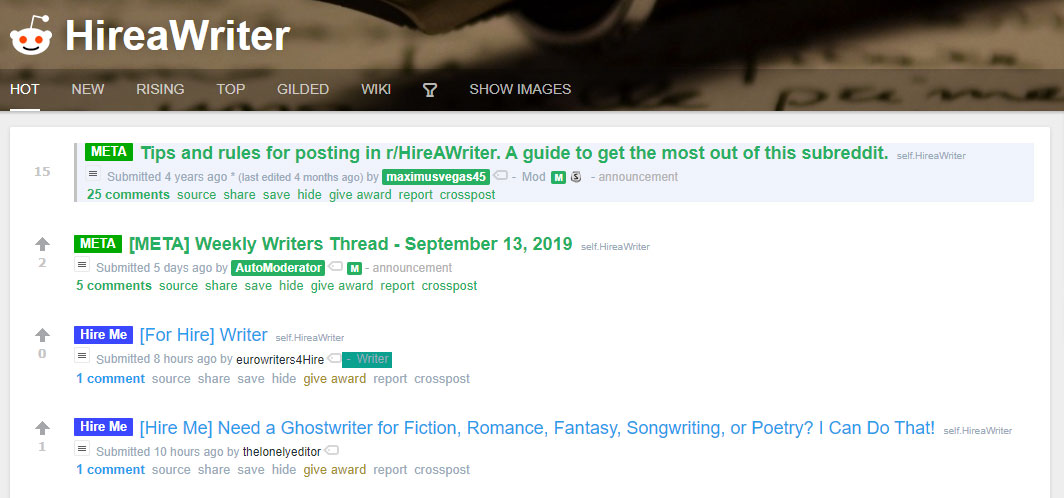 HireaWriter
HOT NEW RISING TOP GILDED WIKI SHOW IMAGES
META Tips and rules for posting in r/HireAWriter. A guide to get the most out of this subreddit. self.HireaWriter
15
Submitted 4 years ago * (last edited 4 months ago) by maximusvegas45 - Mod M - announcement
25 comments source share save hide give award report crosspost
META [META] Weekly Writers Thread - September 13, 2019 self.HireaWriter
2 Submitted 5 days ago by AutoModerator M - announcement
5 comments source share save hide give award report crosspost
Hire Me [For Hire] Writer self.HireaWriter
0 Submitted 8 hours ago by eurowriters4Hire - Writer
1 comment source share save hide give award report crosspost
Hire Me [Hire Me] Need a Ghostwriter for Fiction, Romance, Fantasy, Songwriting, or Poetry? I Can Do That! self.HireaWriter
1 Submitted 10 hours ago by thelonelyeditor
1 comment source share save hide give award report crosspost